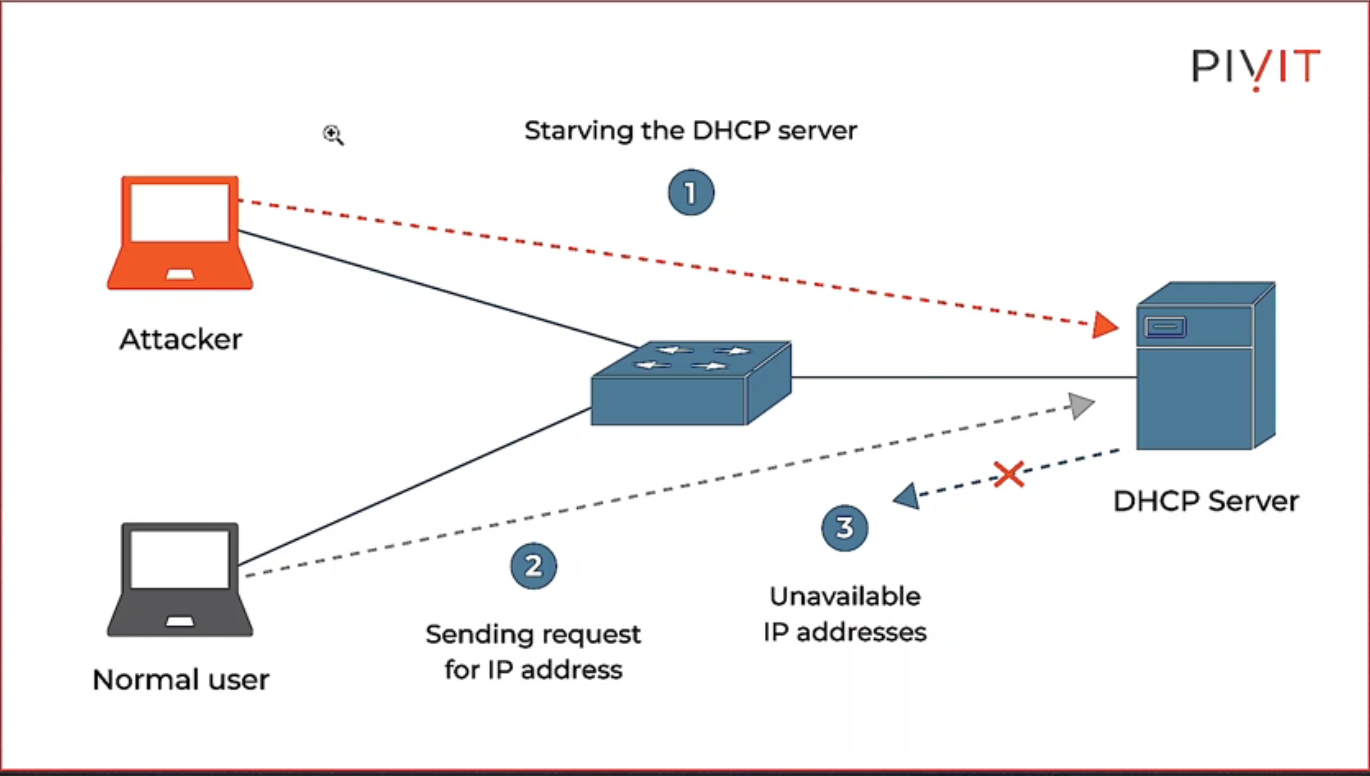 PIVIT
Starving the DHCP server
1
Attacker
DHCP Server
3
2
Unavailable
IP addresses
Sending request
for IP address
Normal user